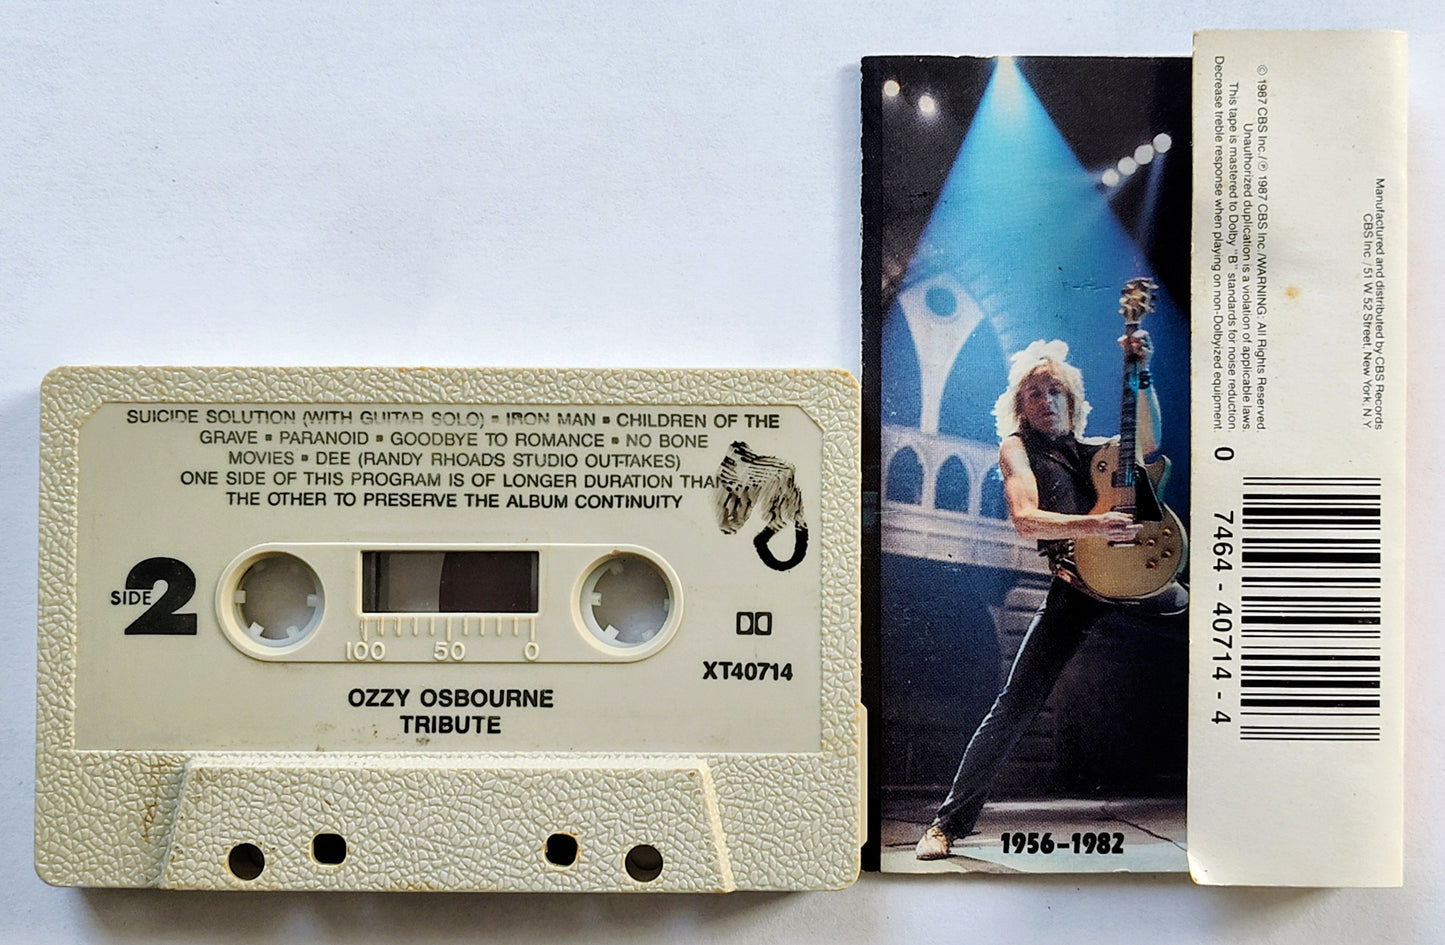 SUICIDE SOLUTION (WITH GUITAR SOLO) ▪ IRON MAN ▪ CHILDREN OF THE
GRAVE ▪ PARANOID ▪ GOODBYE TO ROMANCE ▪ NO BONE
MOVIES ▪ DEE (RANDY RHOADS STUDIO OUT-TAKES)
ONE SIDE OF THIS PROGRAM IS OF LONGER DURATION THAN
THE OTHER TO PRESERVE THE ALBUM CONTINUITY
SIDE 2
100 50 0
XT40714
OZZY OSBOURNE
TRIBUTE
1956–1982
Manufactured and distributed by CBS Records
CBS Inc./51 W. 52 Street, New York, N.Y.
© 1987 CBS Inc./℗ 1987 CBS Inc./WARNING: All Rights Reserved.
Unauthorized duplication is a violation of applicable laws.
This tape is mastered to Dolby "B" standards for noise reduction.
Decrease treble response when playing on non-Dolbyized equipment.
0 7464-40714-4